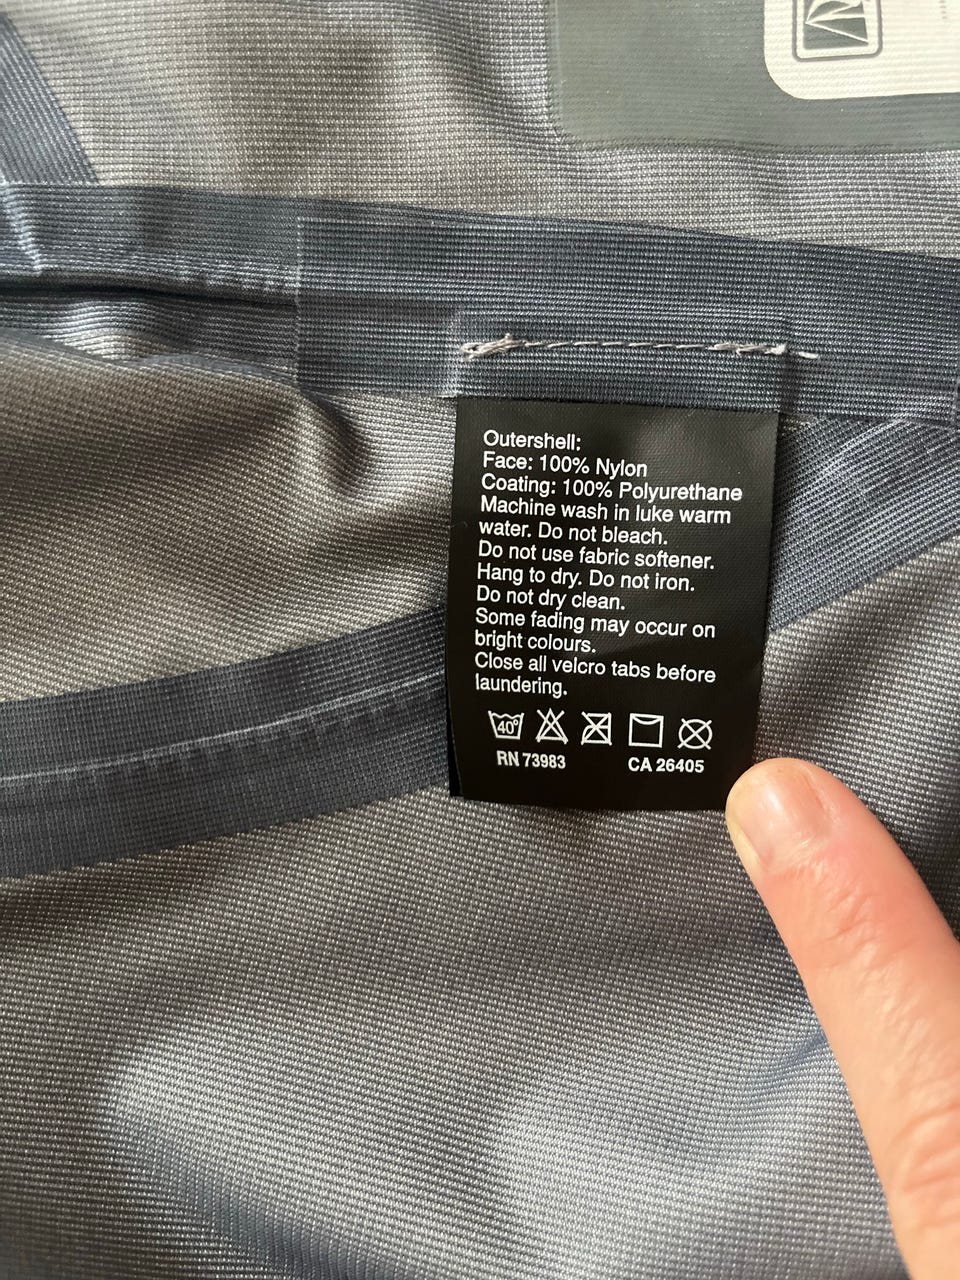 Outershell:
Face: 100% Nylon
Coating: 100% Polyurethane
Machine wash in luke warm
water. Do not bleach.
Do not use fabric softener.
Hang to dry. Do not iron.
Do not dry clean.
Some fading may occur on
bright colours.
Close all velcro tabs before
laundering.
40°
RN 73983 CA 26405